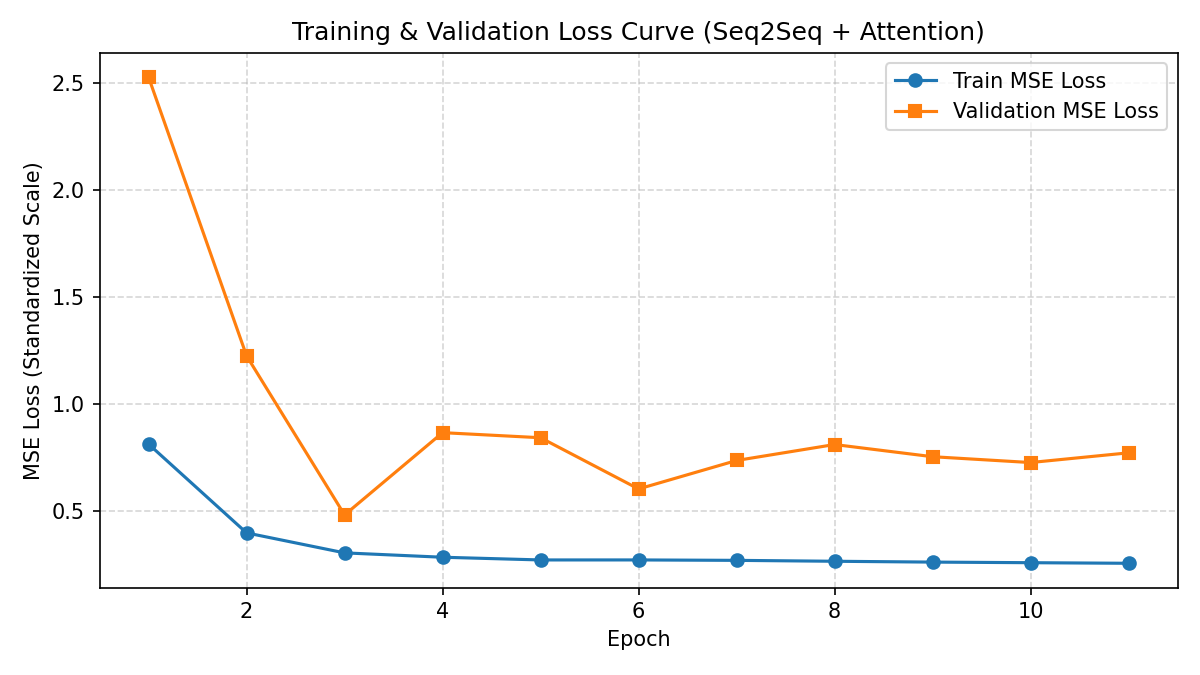 Training & Validation Loss Curve (Seq2Seq + Attention)
Train MSE Loss
Validation MSE Loss
MSE Loss (Standardized Scale)
2.5
2.0
1.5
1.0
0.5
2 4 6 8 10
Epoch